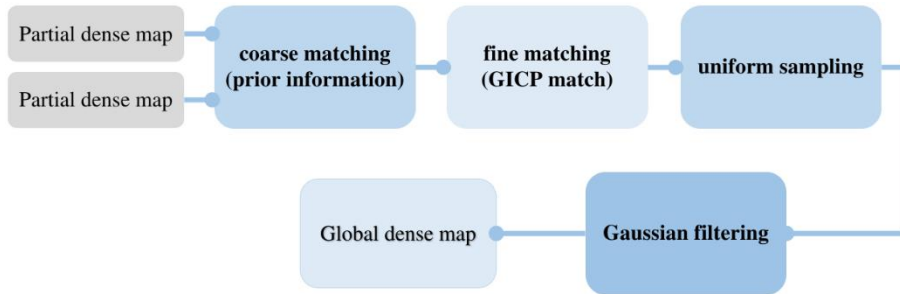 Partial dense map
Partial dense map
coarse matching
(prior information)
fine matching
(GICP match)
uniform sampling
Global dense map
Gaussian filtering